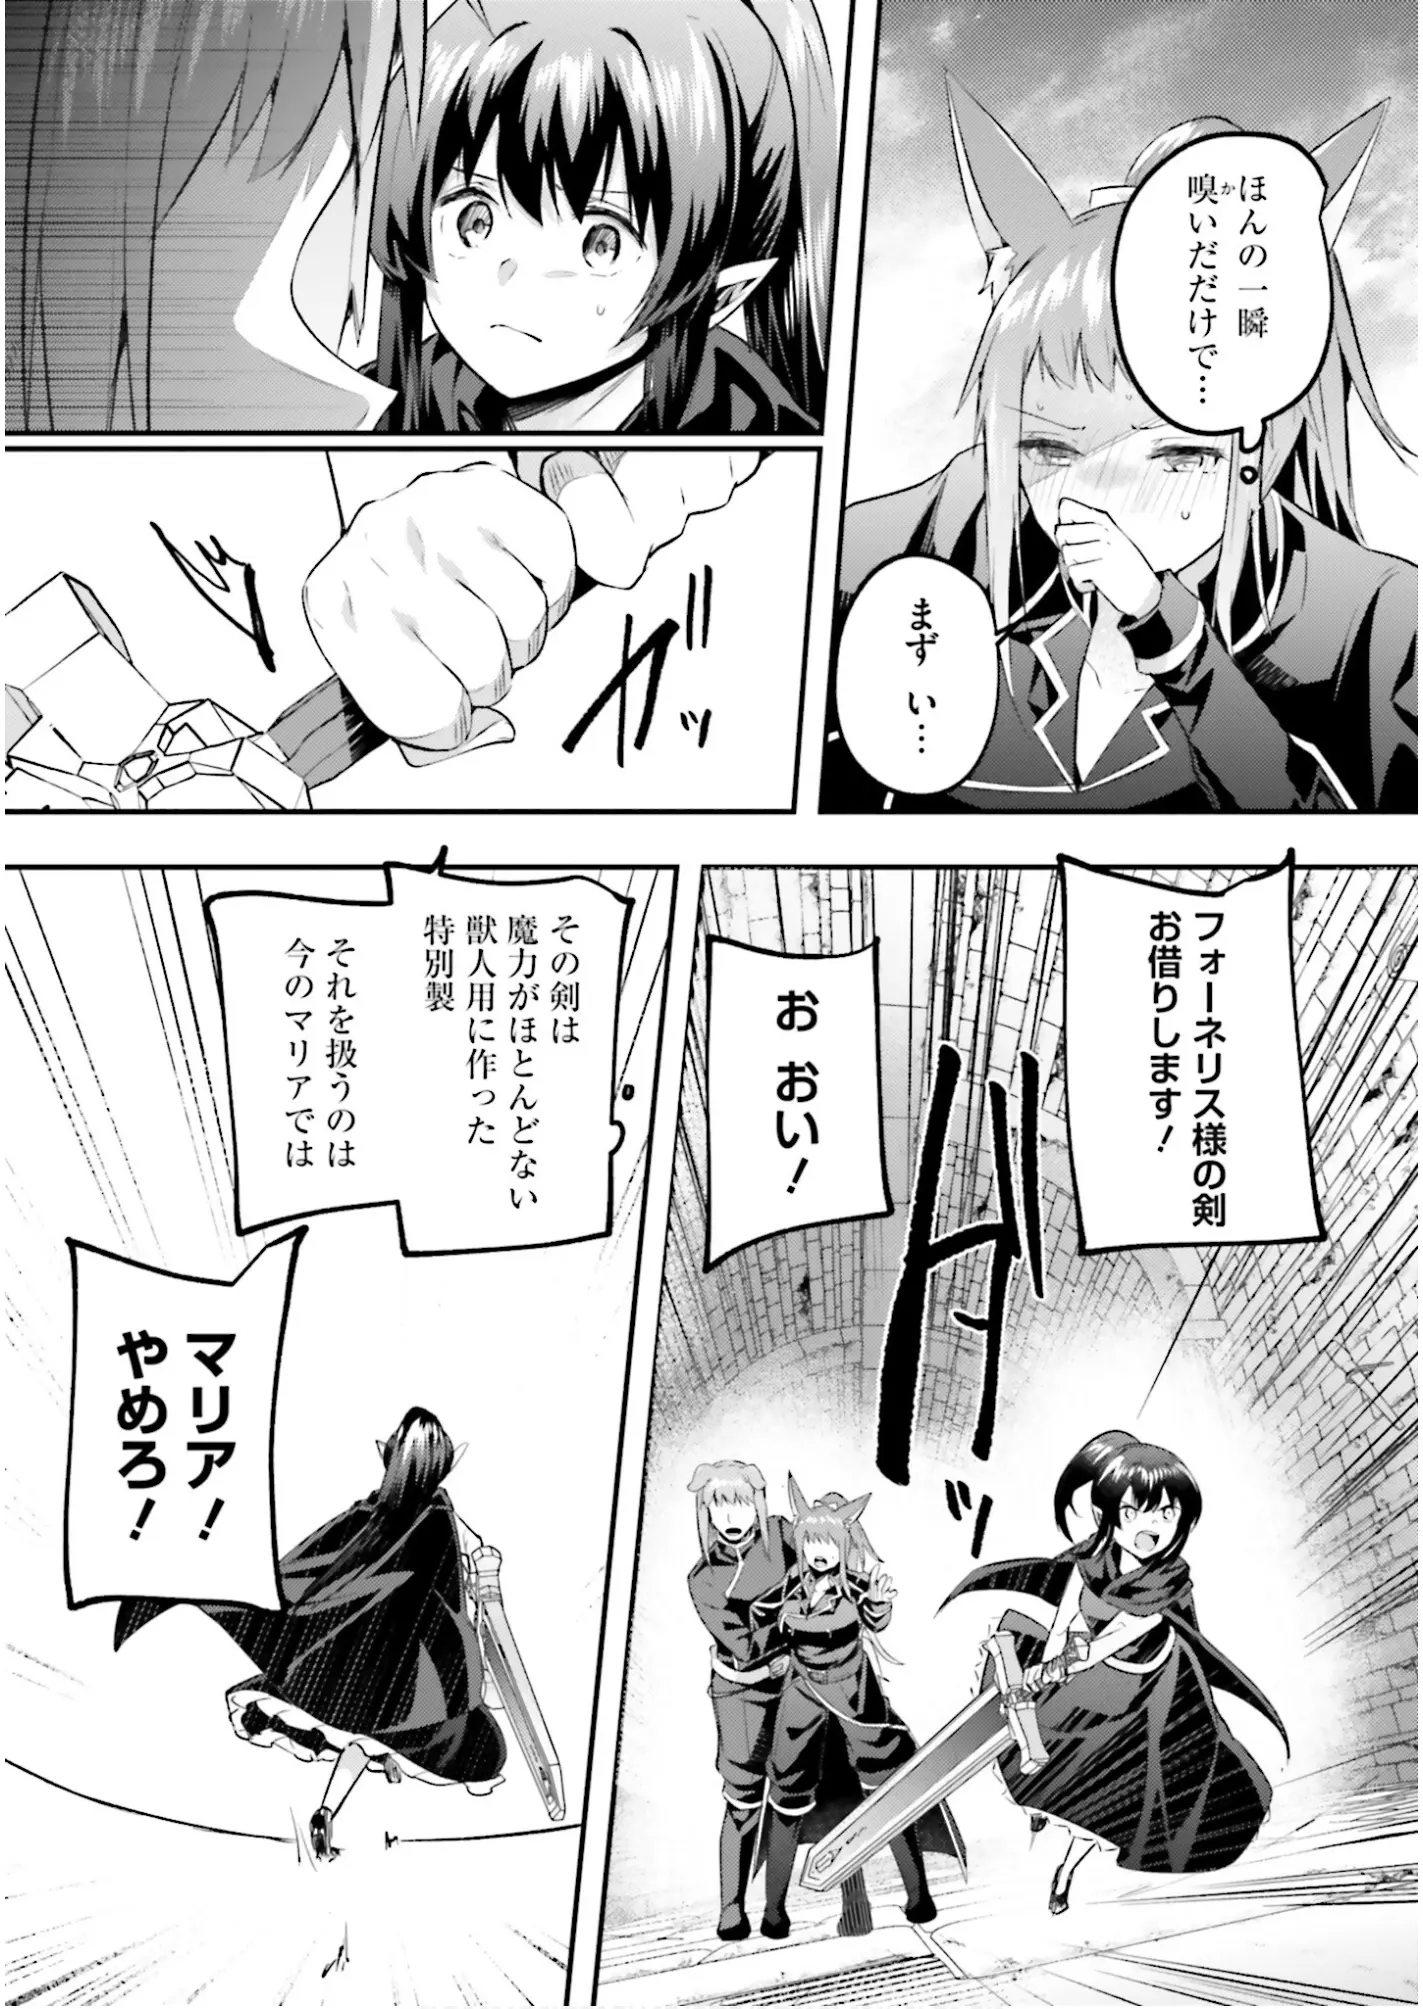 ほんの一瞬
嗅いだだけで…
か
まずい…
ガッ
フォーネリス様の剣
お借りします！
おおい！
ダッ
その剣は
魔力がほとんどない
獣人用に作った
特別製
それを扱うのは
今のマリアでは
マリア！
やめろ！